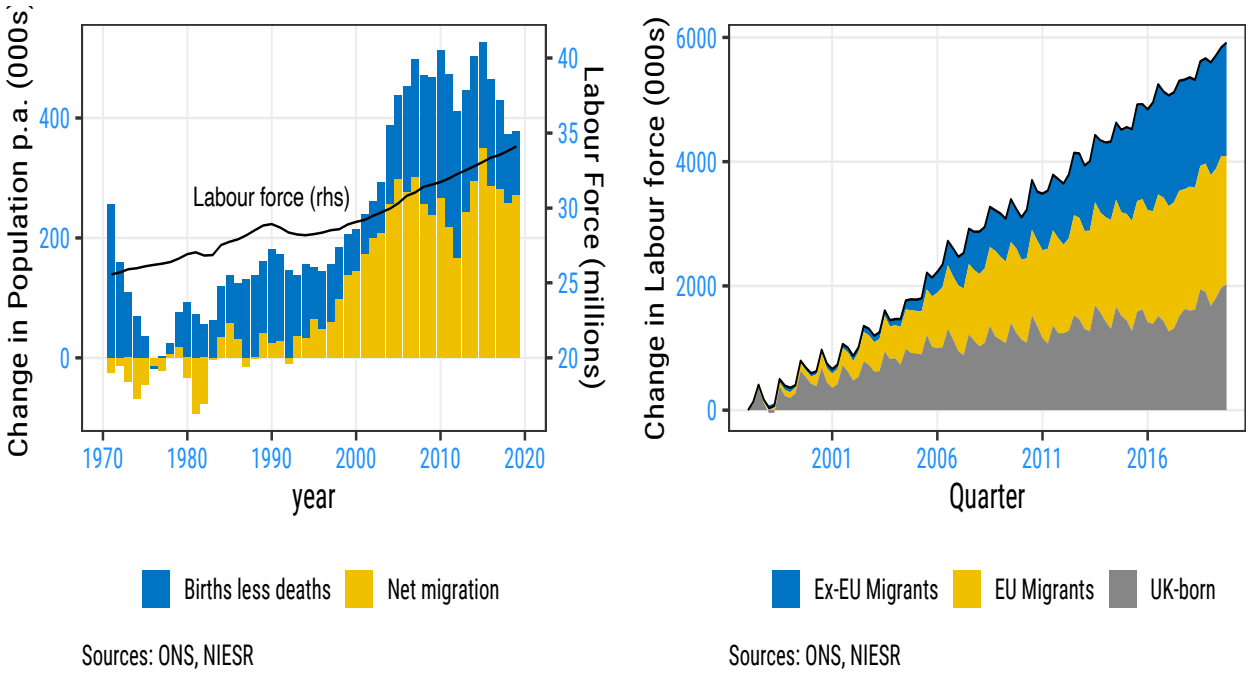 Change in Population p.a. (000s)
400
200
0
Labour force (rhs)
40
35
30
25
20
Labour Force (millions)
1970 1980 1990 2000 2010 2020
year
Births less deaths Net migration
Sources: ONS, NIESR
Change in Labour force (000s)
6000
4000
2000
0
2001 2006 2011 2016
Quarter
Ex-EU Migrants EU Migrants UK-born
Sources: ONS, NIESR